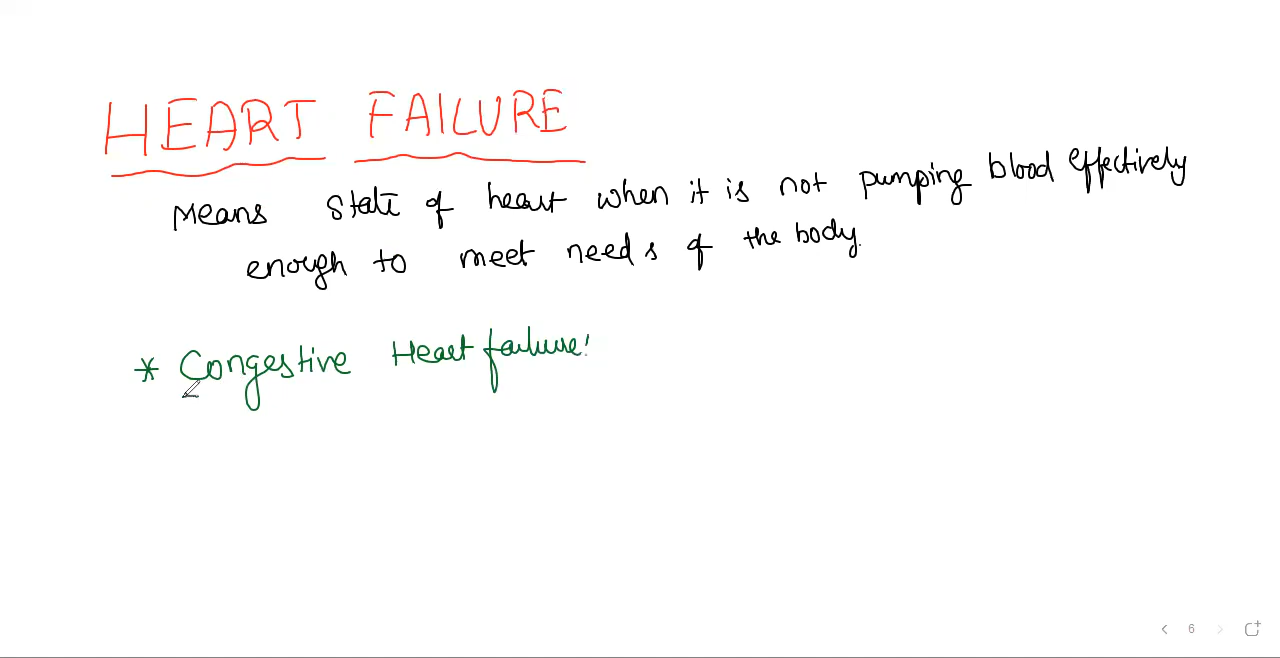 HEART FAILURE
Means state of heart when it is not pumping blood effectively
enough to meet needs of the body.
* Congestive Heart failure!
6